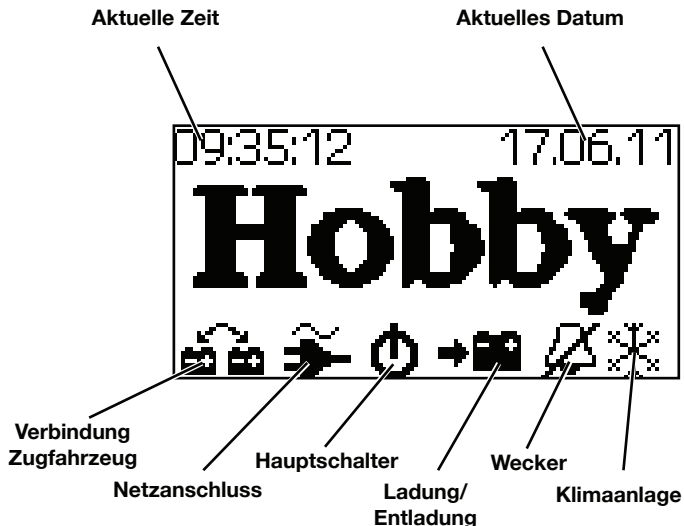 Aktuelle Zeit
Aktuelles Datum
09:35:12
17.06.11
Hobby
Verbindung
Zugfahrzeug
Netzanschluss
Hauptschalter
Ladung/
Entladung
Wecker
Klimaanlage